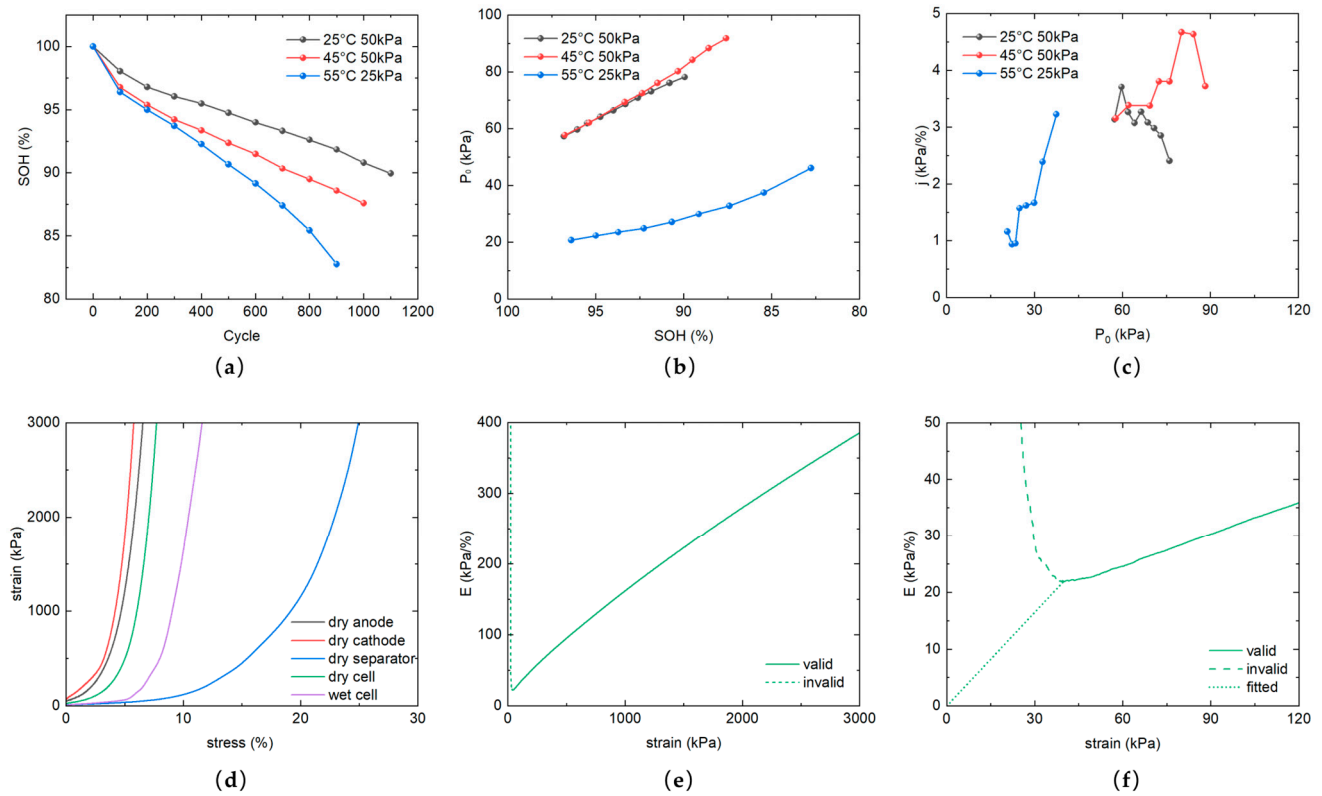 100
95
90
85
80
SOH (%)
0
200
400
600
800
1000
1200
Cycle
25°C 50kPa
45°C 50kPa
55°C 25kPa
(a)
100
80
60
40
20
0
P₀ (kPa)
100
95
90
85
80
SOH (%)
25°C 50kPa
45°C 50kPa
55°C 25kPa
(b)
5
4
3
2
1
0
j (kPa/%)
0
30
60
90
120
P₀ (kPa)
25°C 50kPa
45°C 50kPa
55°C 25kPa
(c)
3000
2000
1000
0
strain (kPa)
0
10
20
30
stress (%)
dry anode
dry cathode
dry separator
dry cell
wet cell
(d)
400
300
200
100
0
E (kPa/%)
0
1000
2000
3000
strain (kPa)
valid
invalid
(e)
50
40
30
20
10
0
E (kPa/%)
0
30
60
90
120
strain (kPa)
valid
invalid
fitted
(f)